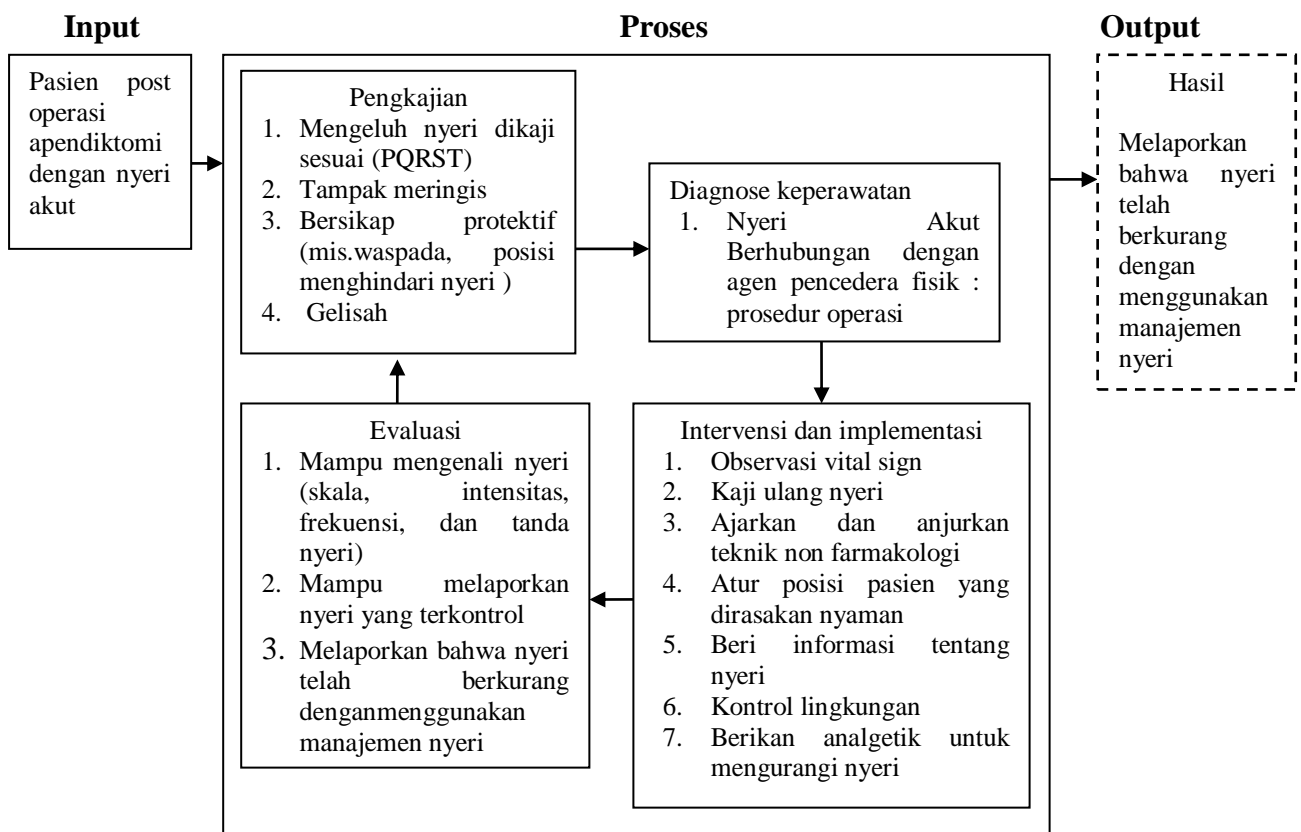 Input
Proses
Output
Pasien post
operasi
apendiktomi
dengan nyeri
akut
Pengkajian
1. Mengeluh nyeri dikaji
sesuai (PQRST)
2. Tampak meringis
3. Bersikap protektif
(mis.waspada, posisi
menghindari nyeri )
4. Gelisah
Diagnose keperawatan
1. Nyeri Akut
Berhubungan dengan
agen pencedera fisik :
prosedur operasi
Intervensi dan implementasi
1. Observasi vital sign
2. Kaji ulang nyeri
3. Ajarkan dan anjurkan
teknik non farmakologi
4. Atur posisi pasien yang
dirasakan nyaman
5. Beri informasi tentang
nyeri
6. Kontrol lingkungan
7. Berikan analgetik untuk
mengurangi nyeri
Evaluasi
1. Mampu mengenali nyeri
(skala, intensitas,
frekuensi, dan tanda
nyeri)
2. Mampu melaporkan
nyeri yang terkontrol
3. Melaporkan bahwa nyeri
telah berkurang
denganmenggunakan
manajemen nyeri
Hasil
Melaporkan
bahwa nyeri
telah
berkurang
dengan
menggunakan
manajemen
nyeri